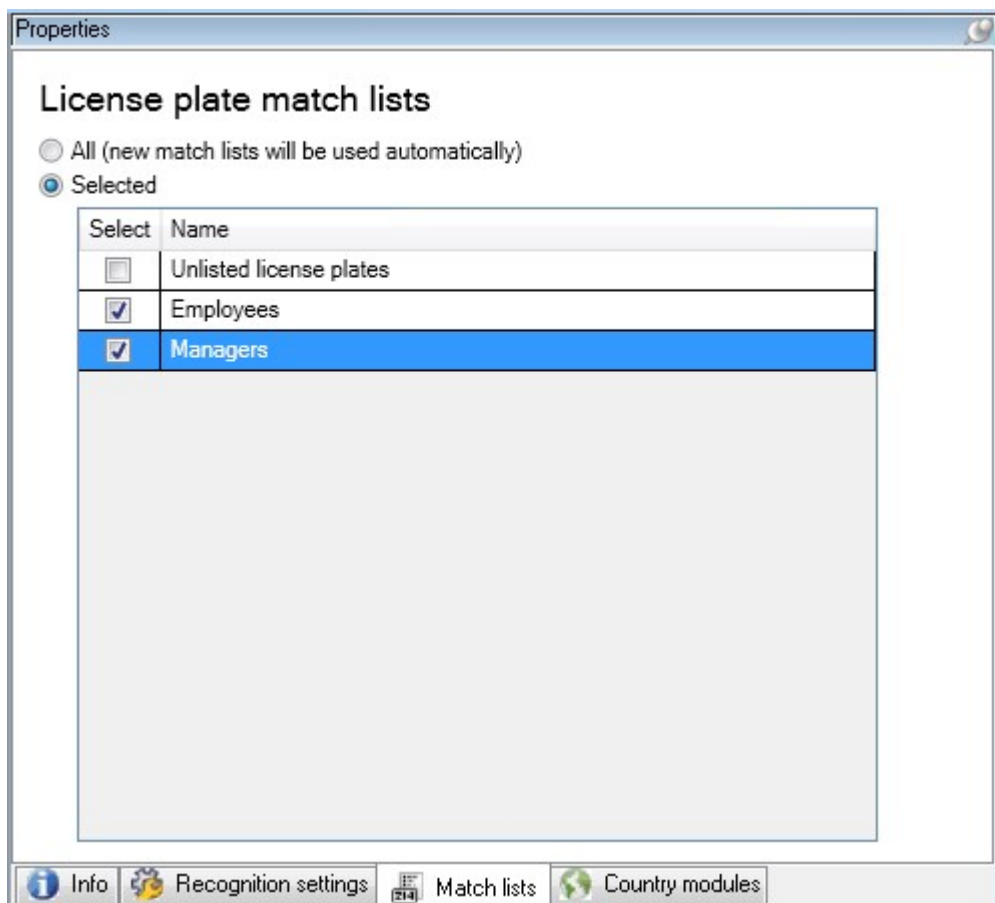 Properties
License plate match lists
All (new match lists will be used automatically)
Selected
Select Name
Unlisted license plates
Employees
Managers
Info Recognition settings Match lists Country modules